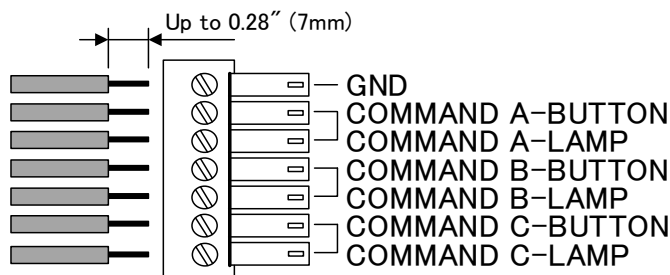 Up to 0.28″ (7mm)
GND
COMMAND A-BUTTON
COMMAND A-LAMP
COMMAND B-BUTTON
COMMAND B-LAMP
COMMAND C-BUTTON
COMMAND C-LAMP